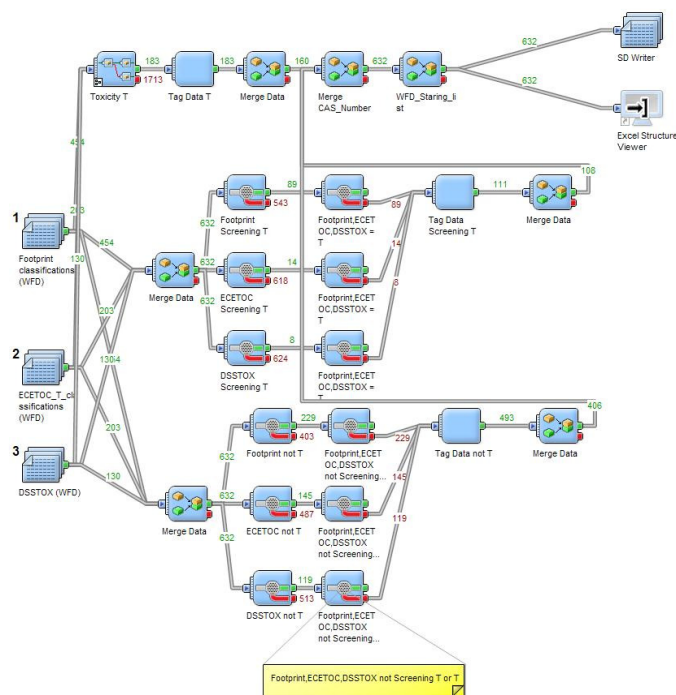 183
1713
183
160
632
632
632
SD Writer
Toxicity T
Tag Data T
Merge Data
Merge
CAS_Number
WFD_Staring_li
st
Excel Structure
Viewer
454
203
130
1
Footprint
classifications
(WFD)
2
ECETOC_T_cla
ssifications
(WFD)
3
DSSTOX (WFD)
454
203
203
130
Merge Data
632
632
632
89
543
Footprint
Screening T
Footprint,ECET
OC,DSSTOX =
T
89
14
618
ECETOC
Screening T
Footprint,ECET
OC,DSSTOX =
T
14
8
624
DSSTOX
Screening T
Footprint,ECET
OC,DSSTOX =
T
8
Tag Data
Screening T
111
Merge Data
108
Merge Data
632
632
632
229
403
Footprint not T
Footprint,ECET
OC,DSSTOX
not Screening...
229
145
487
ECETOC not T
Footprint,ECET
OC,DSSTOX
not Screening...
145
119
513
DSSTOX not T
Footprint,ECET
OC,DSSTOX
not Screening...
119
Tag Data not T
493
Merge Data
406
Footprint,ECETOC,DSSTOX not Screening T or T